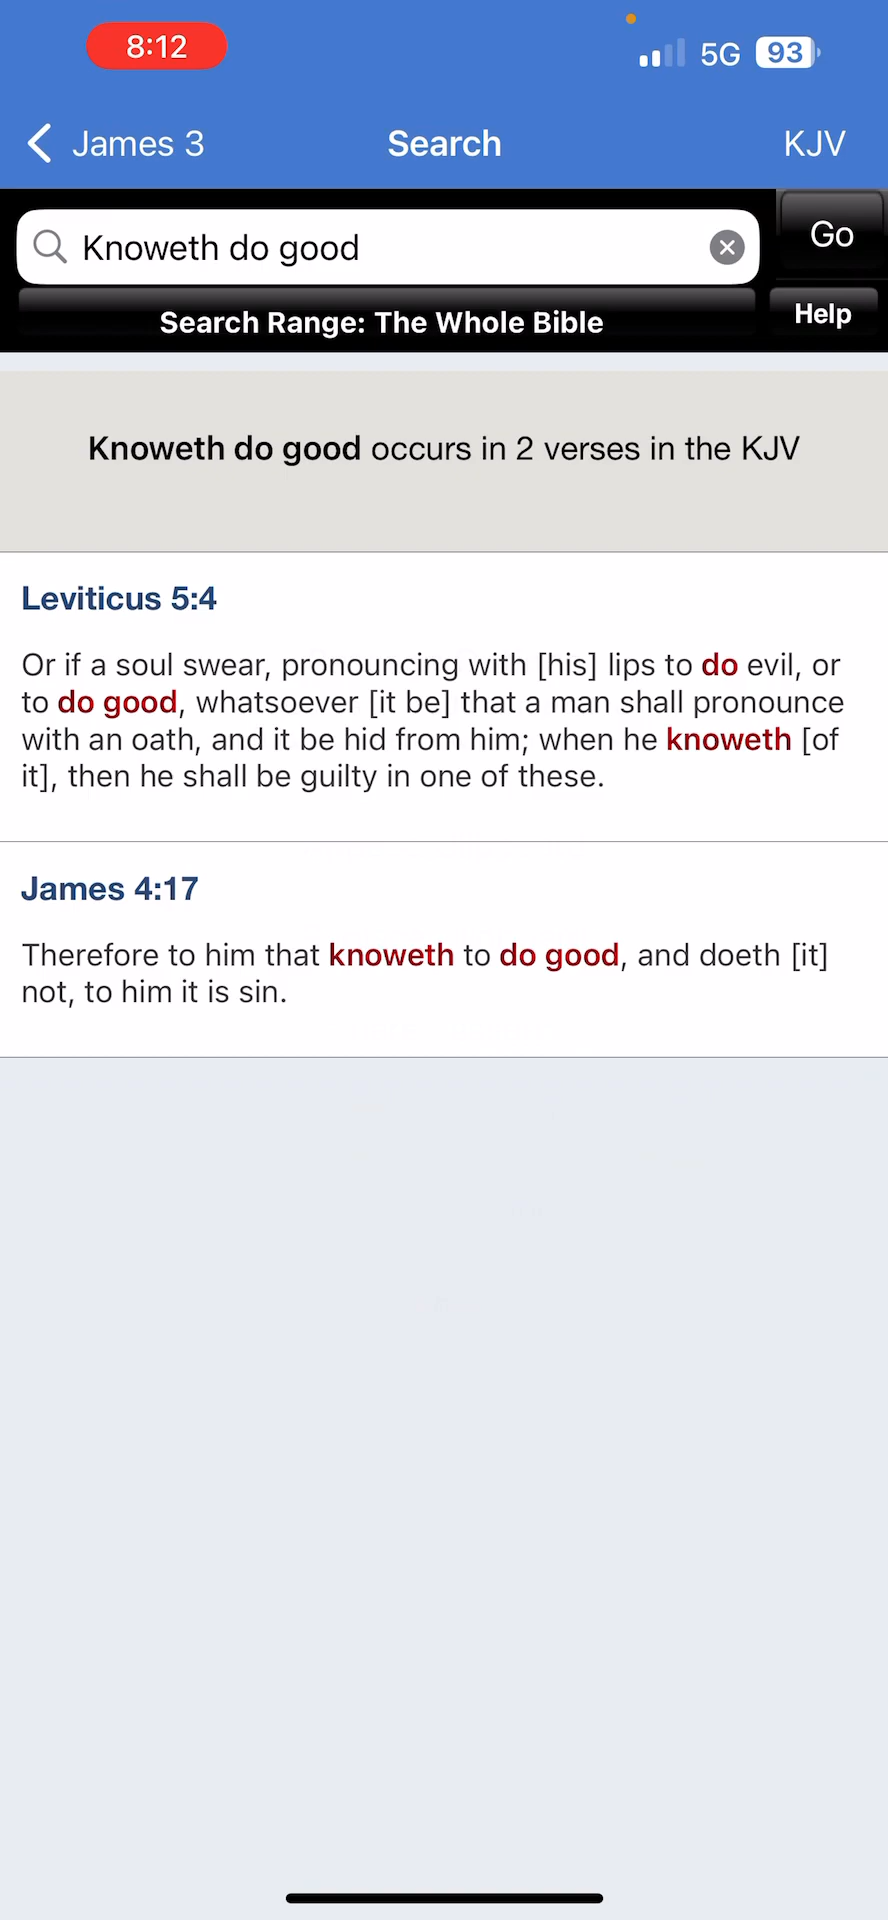 8:12
5G 93
James 3 Search KJV
Knoweth do good
Go
Search Range: The Whole Bible
Help
Knoweth do good occurs in 2 verses in the KJV
Leviticus 5:4
Or if a soul swear, pronouncing with [his] lips to do evil, or
to do good, whatsoever [it be] that a man shall pronounce
with an oath, and it be hid from him; when he knoweth [of
it], then he shall be guilty in one of these.
James 4:17
Therefore to him that knoweth to do good, and doeth [it]
not, to him it is sin.